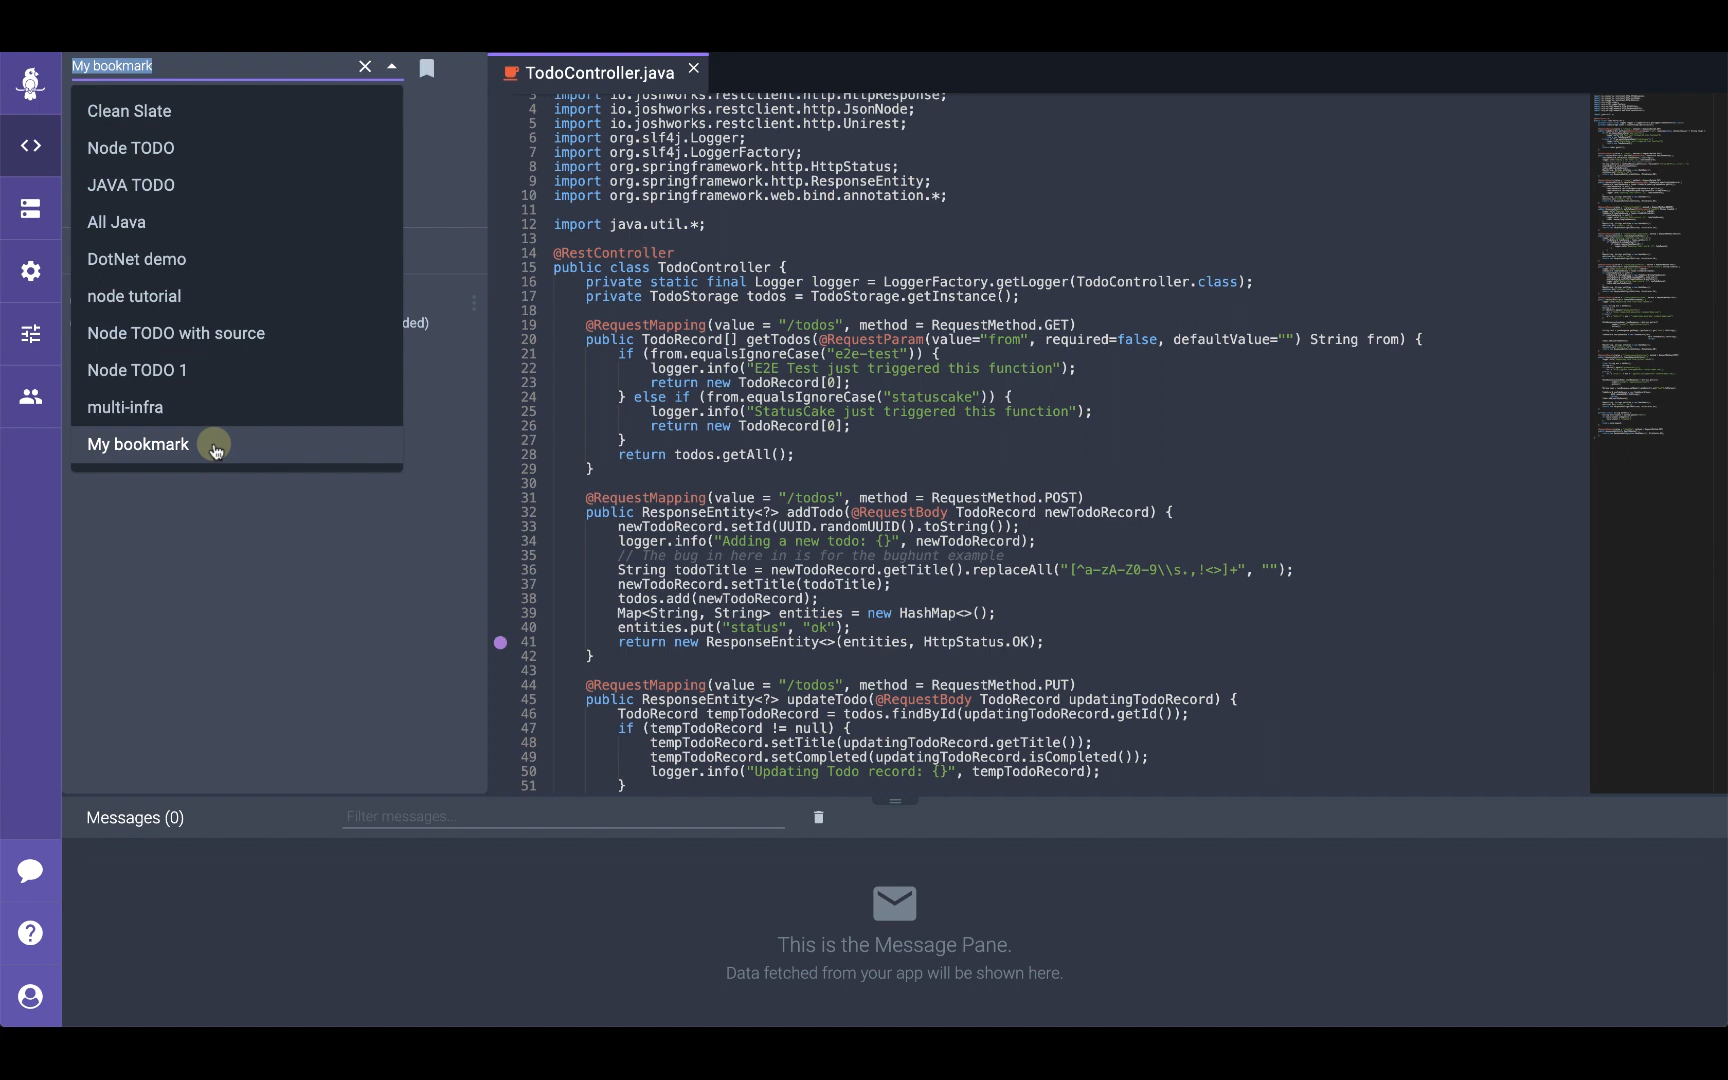 My bookmark
Clean Slate
Node TODO
JAVA TODO
All Java
DotNet demo
node tutorial
Node TODO with source
Node TODO 1
multi-infra
My bookmark
ded)
TodoController.java
3 import io.joshworks.restclient.http.HttpResponse;
4 import io.joshworks.restclient.http.JsonNode;
5 import io.joshworks.restclient.http.Unirest;
6 import org.slf4j.Logger;
7 import org.slf4j.LoggerFactory;
8 import org.springframework.http.HttpStatus;
9 import org.springframework.http.ResponseEntity;
10 import org.springframework.web.bind.annotation.*;
11
12 import java.util.*;
13
14 @RestController
15 public class TodoController {
16 private static final Logger logger = LoggerFactory.getLogger(TodoController.class);
17 private TodoStorage todos = TodoStorage.getInstance();
18
19 @RequestMapping(value = "/todos", method = RequestMethod.GET)
20 public TodoRecord[] getTodos(@RequestParam(value="from", required=false, defaultValue="") String from) {
21 if (from.equalsIgnoreCase("e2e-test")) {
22 logger.info("E2E Test just triggered this function");
23 return new TodoRecord[0];
24 } else if (from.equalsIgnoreCase("statuscake")) {
25 logger.info("StatusCake just triggered this function");
26 return new TodoRecord[0];
27 }
28 return todos.getAll();
29 }
30
31 @RequestMapping(value = "/todos", method = RequestMethod.POST)
32 public ResponseEntity<?> addTodo(@RequestBody TodoRecord newTodoRecord) {
33 newTodoRecord.setId(UUID.randomUUID().toString());
34 logger.info("Adding a new todo: {}", newTodoRecord);
35 // The bug in here in is for the bughunt example
36 String todoTitle = newTodoRecord.getTitle().replaceAll("[^a-zA-Z0-9\\s.,!<>]+", "");
37 newTodoRecord.setTitle(todoTitle);
38 todos.add(newTodoRecord);
39 Map<String, String> entities = new HashMap<>();
40 entities.put("status", "ok");
41 return new ResponseEntity<>(entities, HttpStatus.OK);
42 }
43
44 @RequestMapping(value = "/todos", method = RequestMethod.PUT)
45 public ResponseEntity<?> updateTodo(@RequestBody TodoRecord updatingTodoRecord) {
46 TodoRecord tempTodoRecord = todos.findById(updatingTodoRecord.getId());
47 if (tempTodoRecord != null) {
48 tempTodoRecord.setTitle(updatingTodoRecord.getTitle());
49 tempTodoRecord.setCompleted(updatingTodoRecord.isCompleted());
50 logger.info("Updating Todo record: {}", tempTodoRecord);
51 }
Messages (0)
Filter messages...
This is the Message Pane.
Data fetched from your app will be shown here.